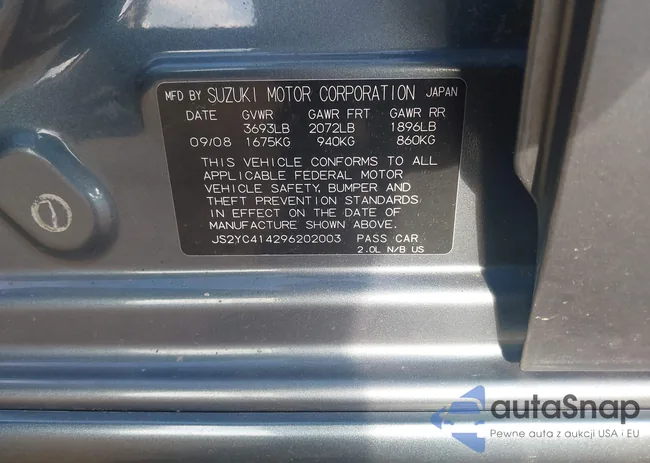 MFD BY SUZUKI MOTOR CORPORATION JAPAN
DATE GVWR GAWR FRT GAWR RR
3693LB 2072LB 1896LB
09/08 1675KG 940KG 860KG
THIS VEHICLE CONFORMS TO ALL
APPLICABLE FEDERAL MOTOR
VEHICLE SAFETY, BUMPER AND
THEFT PREVENTION STANDARDS
IN EFFECT ON THE DATE OF
MANUFACTURE SHOWN ABOVE.
JS2YC414296202003 PASS CAR
2.0L N/B US
autaSnap
Pewne auta z aukcji USA i EU